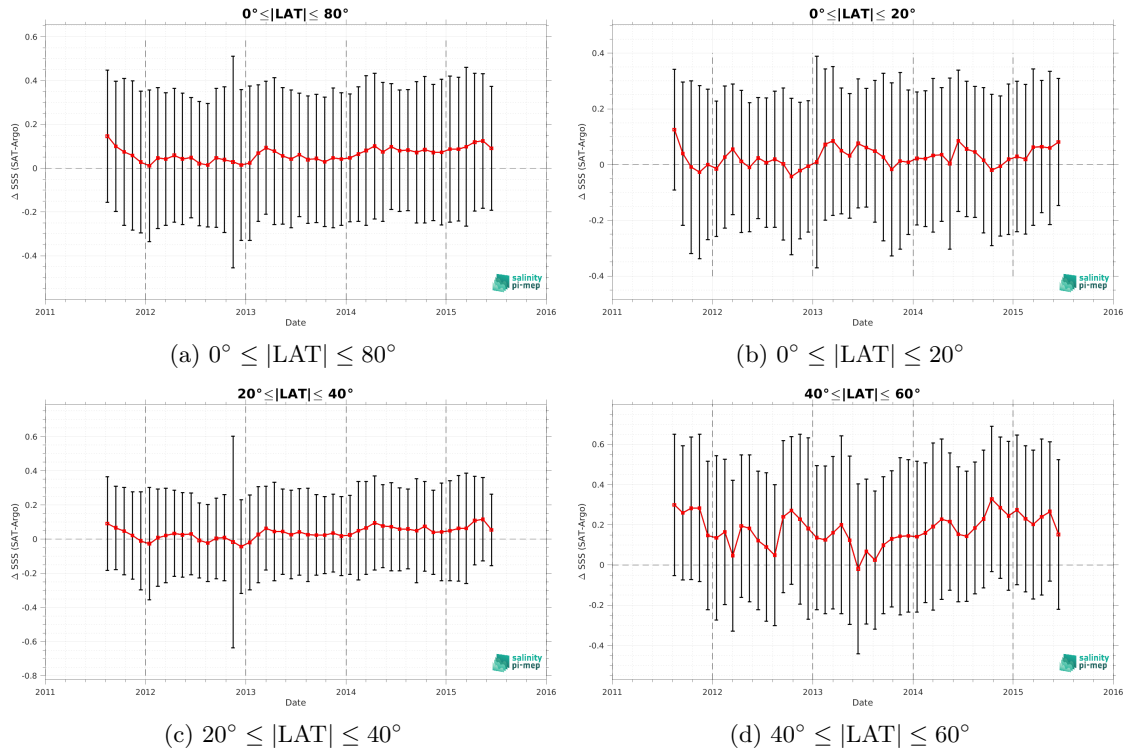 0°≤|LAT|≤ 80°
Δ SSS (SAT-Argo)
0.6
0.4
0.2
0
-0.2
-0.4
2011 2012 2013 2014 2015 2016
Date
salinity
pi-mep
(a) 0° ≤ |LAT| ≤ 80°
0°≤|LAT|≤ 20°
Δ SSS (SAT-Argo)
0.4
0.2
0
-0.2
-0.4
2011 2012 2013 2014 2015 2016
Date
salinity
pi-mep
(b) 0° ≤ |LAT| ≤ 20°
20°≤|LAT|≤ 40°
Δ SSS (SAT-Argo)
0.6
0.4
0.2
0
-0.2
-0.4
-0.6
-0.8
2011 2012 2013 2014 2015 2016
Date
salinity
pi-mep
(c) 20° ≤ |LAT| ≤ 40°
40°≤|LAT|≤ 60°
Δ SSS (SAT-Argo)
0.6
0.4
0.2
0
-0.2
-0.4
2011 2012 2013 2014 2015 2016
Date
salinity
pi-mep
(d) 40° ≤ |LAT| ≤ 60°